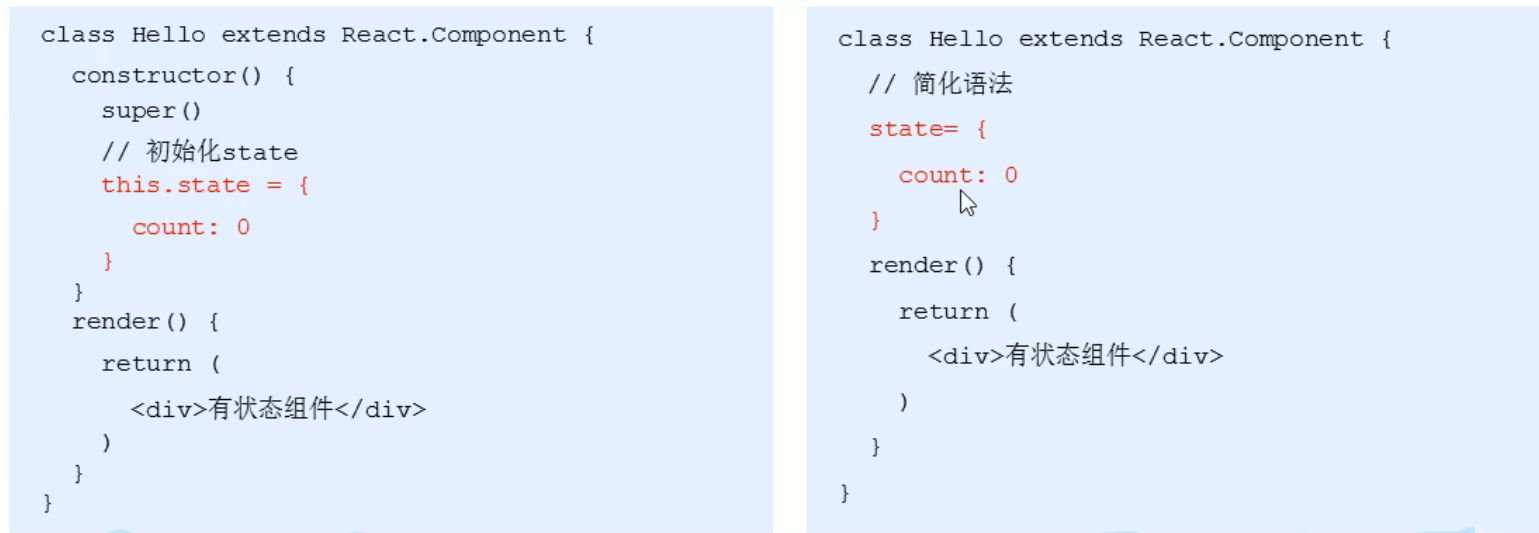 class Hello extends React.Component {
constructor() {
super()
// 初始化state
this.state = {
count: 0
}
}
render() {
return (
<div>有状态组件</div>
)
}
}
class Hello extends React.Component {
// 简化语法
state= {
count: 0
}
render() {
return (
<div>有状态组件</div>
)
}
}